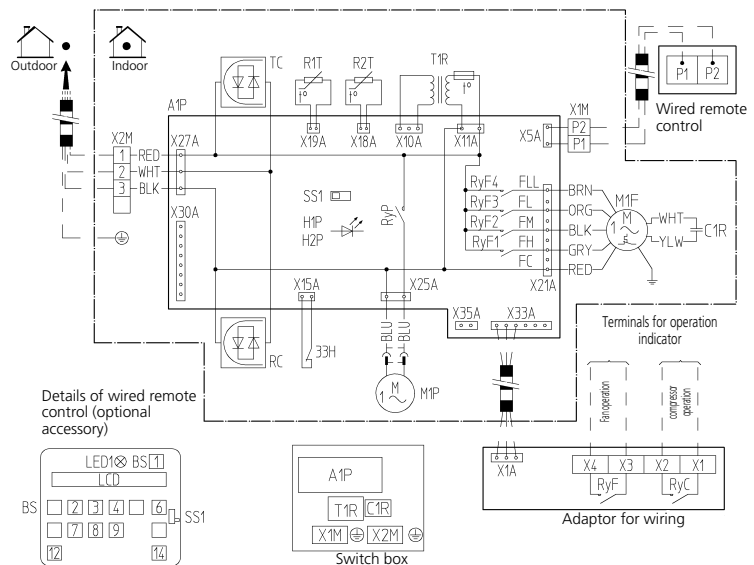 Outdoor
Indoor
TC
R1T
R2T
T1R
t°
t°
t°
A1P
X19A
X18A
X10A
X11A
X5A
X1M
P2
P1
P1
P2
Wired remote
control
X2M
X27A
1 RED
2 WHT
3 BLK
X30A
SS1
H1P
H2P
RyP
RyF4
FLL
BRN
RyF3
FL
ORG
RyF2
FM
BLK
RyF1
FH
GRY
FC
RED
M1F
M
1
WHT
YLW
C1R
X21A
X15A
X25A
X35A
X33A
RC
33H
BLU
BLU
M
1
M1P
Terminals for operation
indicator
Fan operation
compressor
operation
X1A
X4
X3
X2
X1
RyF
RyC
Adaptor for wiring
Details of wired remote
control (optional
accessory)
LED1 BS 1
LCD
BS
2 3 4 6
SS1
7 8 9
12 14
A1P
T1R
C1R
X1M
X2M
Switch box